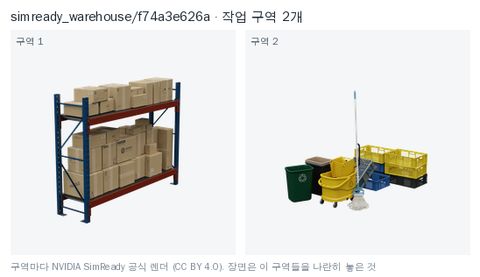 simready_warehouse/f74a3e626a · 작업 구역 2개
구역 1
구역 2
구역마다 NVIDIA SimReady 공식 렌더 (CC BY 4.0). 장면은 이 구역들을 나란히 놓은 것